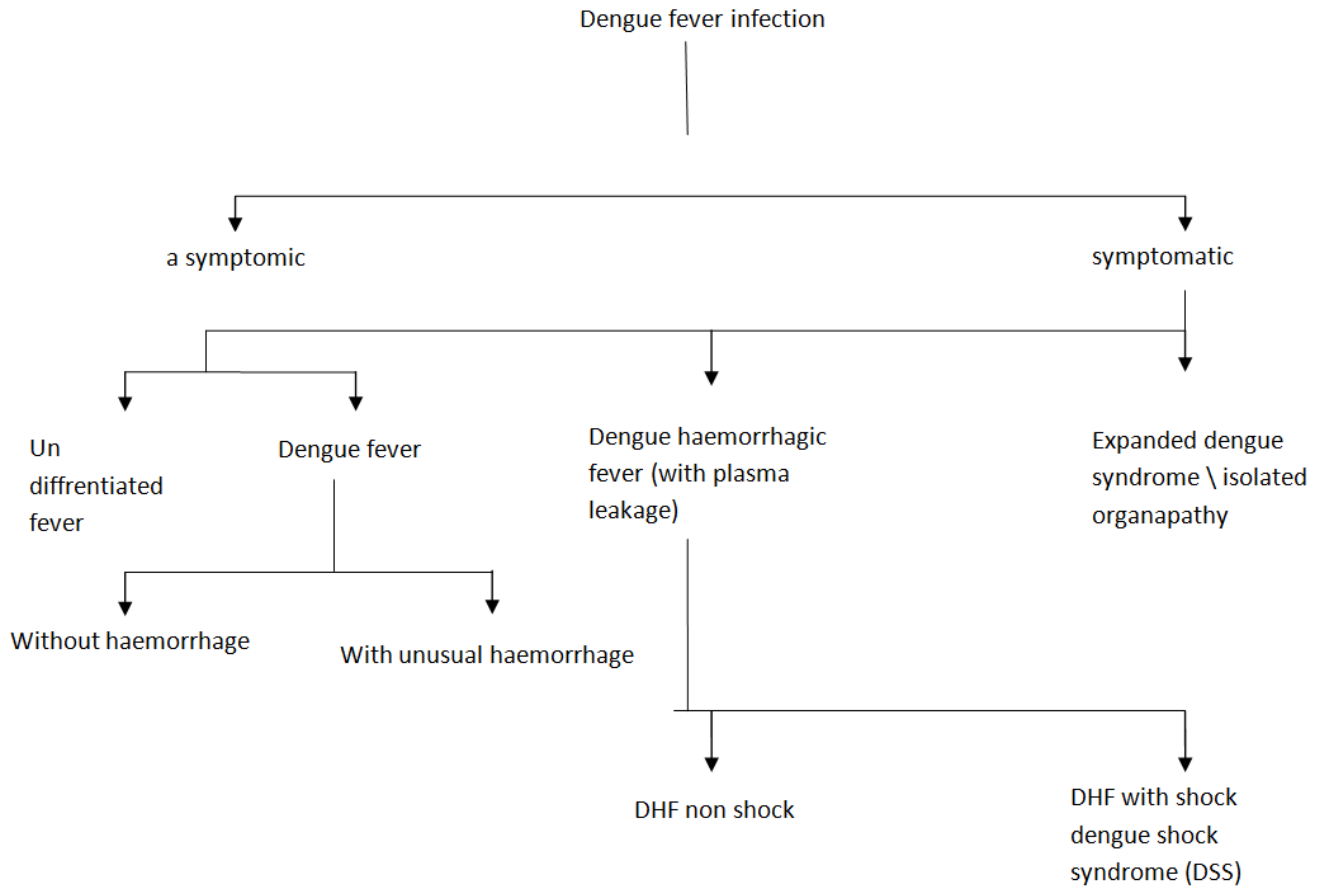 Dengue fever infection
a symptomic
symptomatic
Un
diffrentiated
fever
Dengue fever
Dengue haemorrhagic
fever (with plasma
leakage)
Expanded dengue
syndrome \ isolated
organapathy
Without haemorrhage
With unusual haemorrhage
DHF non shock
DHF with shock
dengue shock
syndrome (DSS)